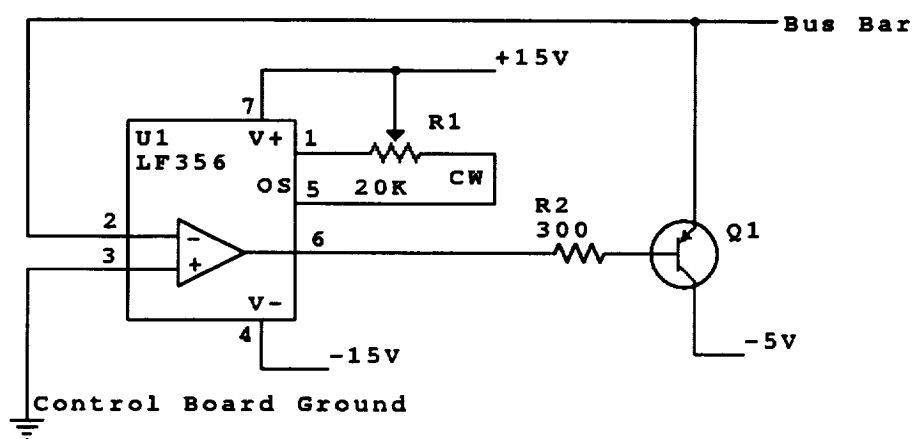 Bus Bar
+15V
7
R1
U1
V+
1
LF356
OS
5
20K
CW
R2
300
2
6
Q1
-
3
+
V-
4
-15V
-5V
Control Board Ground